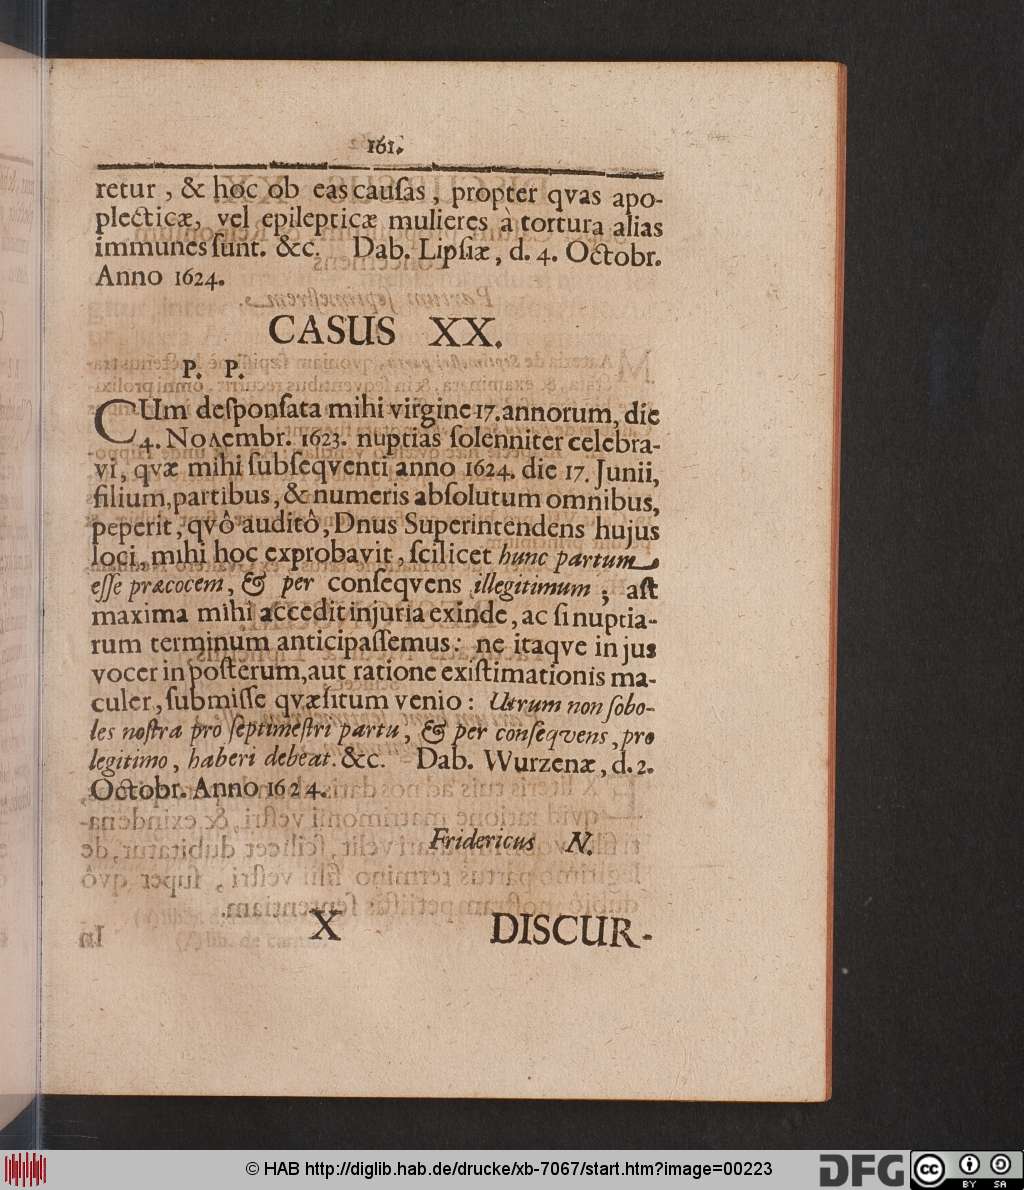 161.
retur, & hoc ob eas cauſas, propter qvas apo-
plecticæ, vel epilepticæ mulieres à tortura alias
immunes ſunt. &c. Dab. Lipſiæ, d. 4. Octobr.
Anno 1624.
CASUS XX.
P. P.
CUm deſponſata mihi virgine 17. annorum, die
4. Novembr. 1623. nuptias ſolenniter celebra-
vi, qvæ mihi ſubſeqventi anno 1624. die 17. Junii,
filium, partibus, & numeris abſolutum omnibus,
peperit, qvô auditô, Dnus Superintendens hujus
loci, mihi hoc exprobavit, ſcilicet hunc partum
eſſe præcocem, & per conſeqvens illegitimum; aſt
maxima mihi accedit injuria exinde, ac ſi nuptia-
rum terminum anticipaſſemus: ne itaqve in jus
vocer in poſterum, aut ratione exiſtimationis ma-
culer, ſubmiſſe qvæſitum venio: Utrum non ſobo-
les noſtra pro ſeptimeſtri partu, & per conſeqvens, pro
legitimo, haberi debeat. &c. Dab. Wurzenæ, d. 2.
Octobr. Anno 1624.
Fridericus N.
X DISCUR-
© HAB http://diglib.hab.de/drucke/xb-7067/start.htm?image=00223
DFG
cc
BY SA